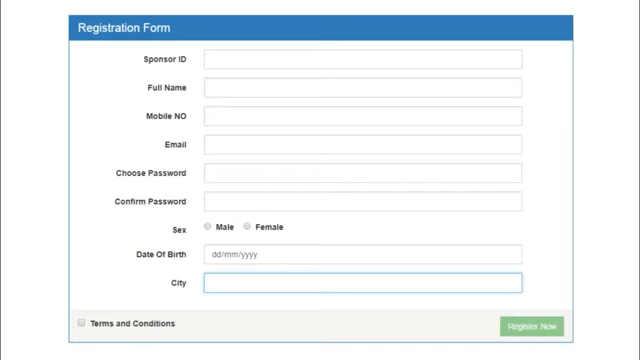 Registration Form
Sponsor ID
Full Name
Mobile NO
Email
Choose Password
Confirm Password
Sex Male Female
Date Of Birth dd/mm/yyyy
City
Terms and Conditions Register Now